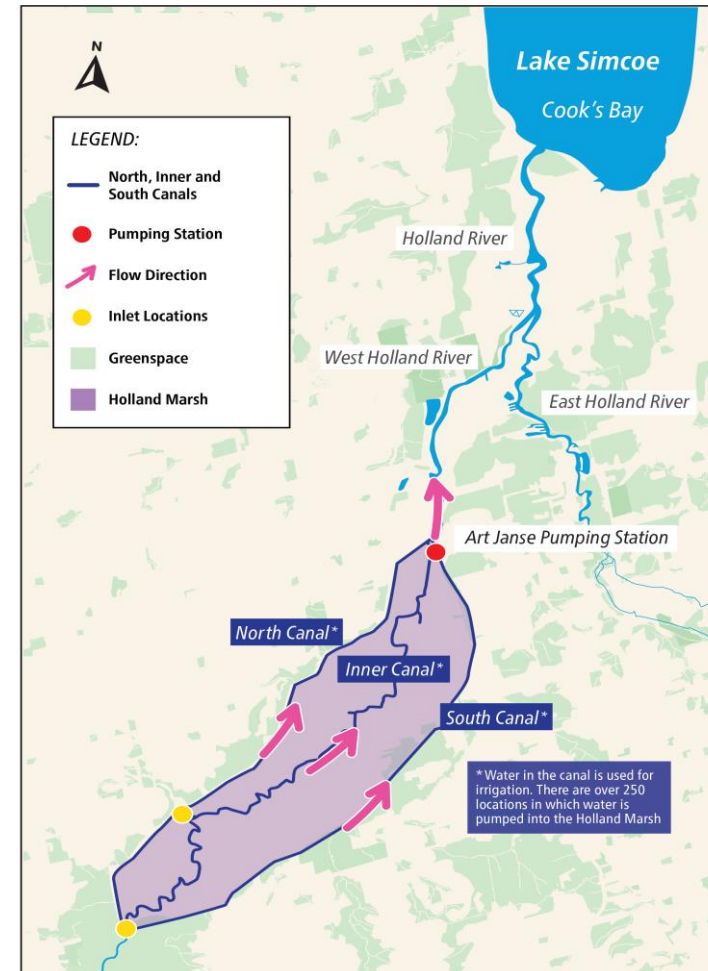 N
Lake Simcoe
Cook's Bay
LEGEND:
North, Inner and
South Canals
Pumping Station
Flow Direction
Inlet Locations
Greenspace
Holland Marsh
Holland River
West Holland River
East Holland River
Art Janse Pumping Station
North Canal*
Inner Canal*
South Canal*
*Water in the canal is used for
irrigation. There are over 250
locations in which water is
pumped into the Holland Marsh